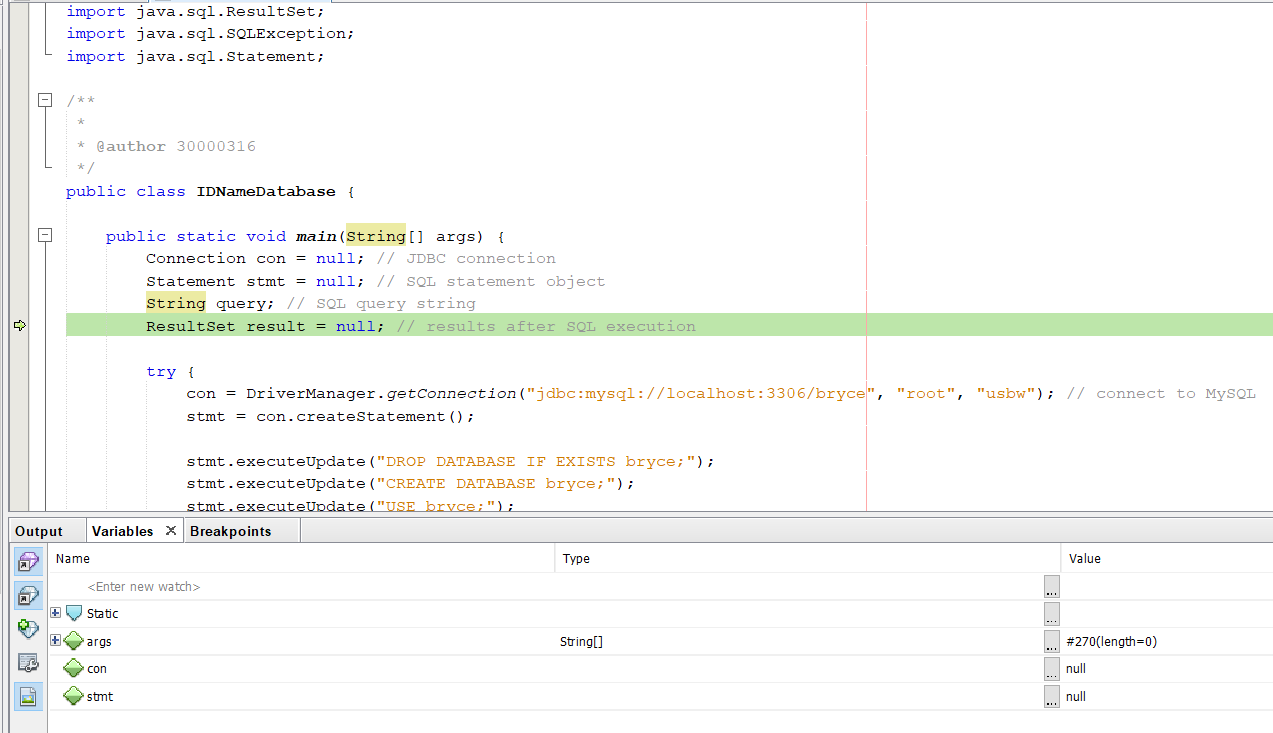 import java.sql.ResultSet;
import java.sql.SQLException;
import java.sql.Statement;
/**
*
* @author 30000316
*/
public class IDNameDatabase {
public static void main(String[] args) {
Connection con = null; // JDBC connection
Statement stmt = null; // SQL statement object
String query; // SQL query string
ResultSet result = null; // results after SQL execution
try {
con = DriverManager.getConnection("jdbc:mysql://localhost:3306/bryce", "root", "usbw"); // connect to MySQL
stmt = con.createStatement();
stmt.executeUpdate("DROP DATABASE IF EXISTS bryce;");
stmt.executeUpdate("CREATE DATABASE bryce;");
stmt.executeUpdate("USE bryce;");
Output Variables Breakpoints
Name Type Value
<Enter new watch> ...
Static ...
args String[] ... #270(length=0)
con ... null
stmt ... null